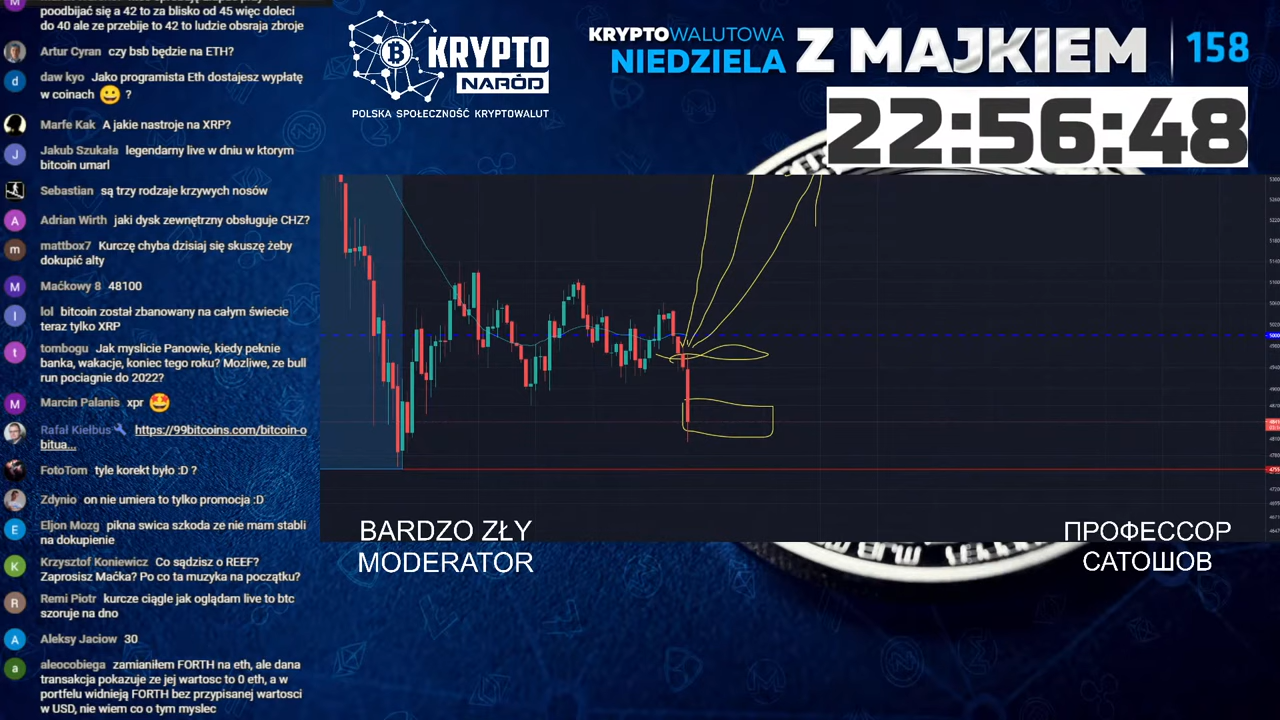 poodbijać się a 42 to za blisko od 45 więc doleci
do 40 ale ze przebije to 42 to ludzie obsraja zbroje
Artur Cyran czy bsb będzie na ETH?
daw kyo Jako programista Eth dostajesz wypłatę
w coinach 😀 ?
Marfe Kak A jakie nastroje na XRP?
Jakub Szukała legendarny live w dniu w ktorym
bitcoin umarl
Sebastian są trzy rodzaje krzywych nosów
Adrian Wirth jaki dysk zewnętrzny obsługuje CHZ?
mattbox7 Kurczę chyba dzisiaj się skuszę żeby
dokupić alty
Maćkowy 8 48100
lol bitcoin został zbanowany na całym świecie
teraz tylko XRP
tombogu Jak myslicie Panowie, kiedy peknie
banka, wakacje, koniec tego roku? Mozliwe, ze bull
run pociagnie do 2022?
Marcin Palanis xpr 🤩
Rafał Kiełbus🔧 https://99bitcoins.com/bitcoin-o
bitua...
FotoTom tyle korekt było :D ?
Zdynio on nie umiera to tylko promocja :D
Eljon Mozg pikna swica szkoda ze nie mam stabli
na dokupienie
Krzysztof Koniewicz Co sądzisz o REEF?
Zaprosisz Maćka? Po co ta muzyka na początku?
Remi Piotr kurcze ciągle jak oglądam live to btc
szoruje na dno
Aleksy Jaciow 30
aleocobiega zamianiłem FORTH na eth, ale dana
transakcja pokazuje ze jej wartosc to 0 eth, a w
portfelu widnieją FORTH bez przypisanej wartosci
w USD, nie wiem co o tym myslec
KRYPTO
NARÓD
POLSKA SPOŁECZNOŚĆ KRYPTOWALUT
KRYPTOWALUTOWA
NIEDZIELA Z MAJKIEM 158
22:56:48
BARDZO ZŁY
MODERATOR
ПРОФЕССОР
САТОШОВ